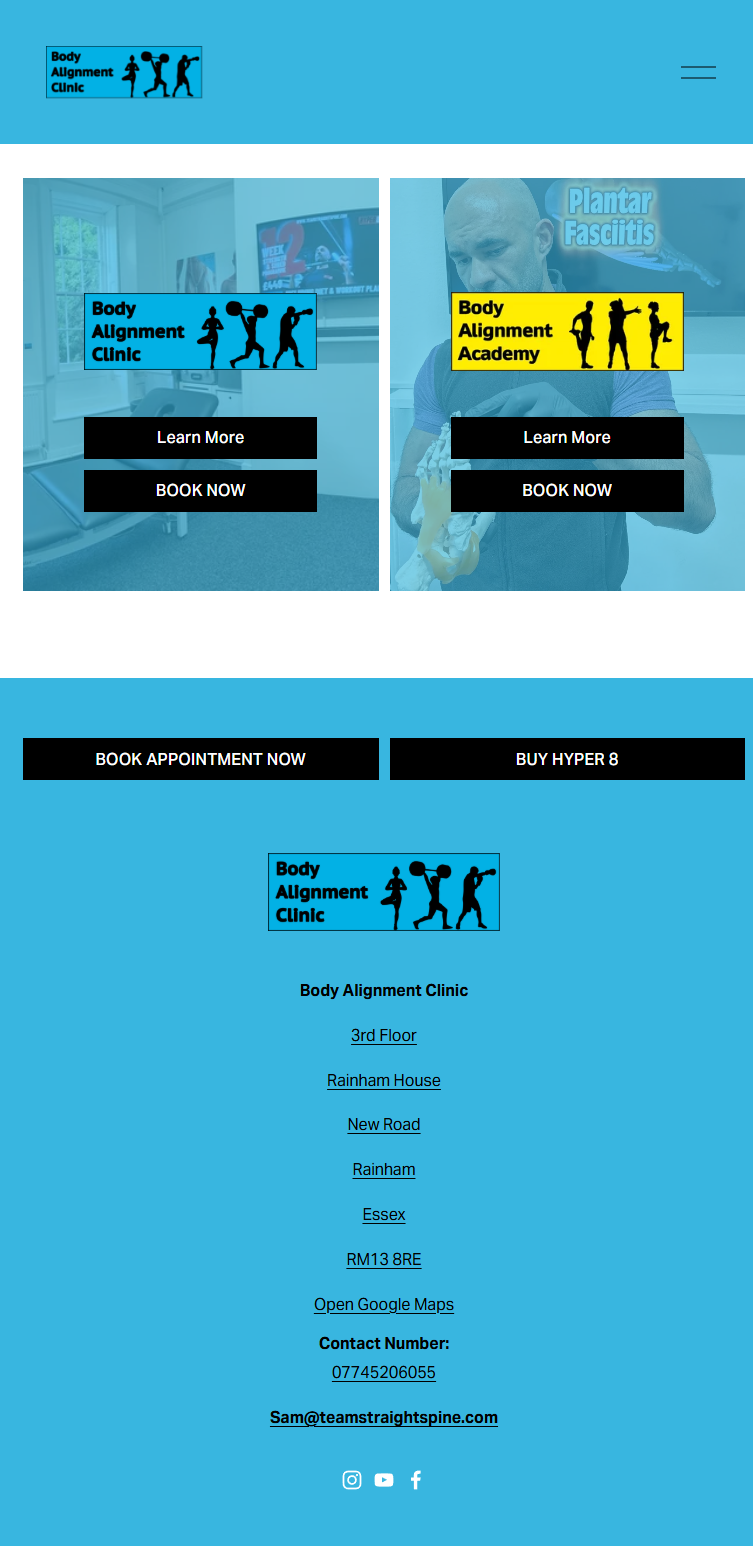 Body
Alignment
Clinic
Body
Alignment
Clinic
Learn More
BOOK NOW
Plantar
Fasciitis
Body
Alignment
Academy
Learn More
BOOK NOW
BOOK APPOINTMENT NOW
BUY HYPER 8
Body
Alignment
Clinic
Body Alignment Clinic
3rd Floor
Rainham House
New Road
Rainham
Essex
RM13 8RE
Open Google Maps
Contact Number:
07745206055
Sam@teamstraightspine.com